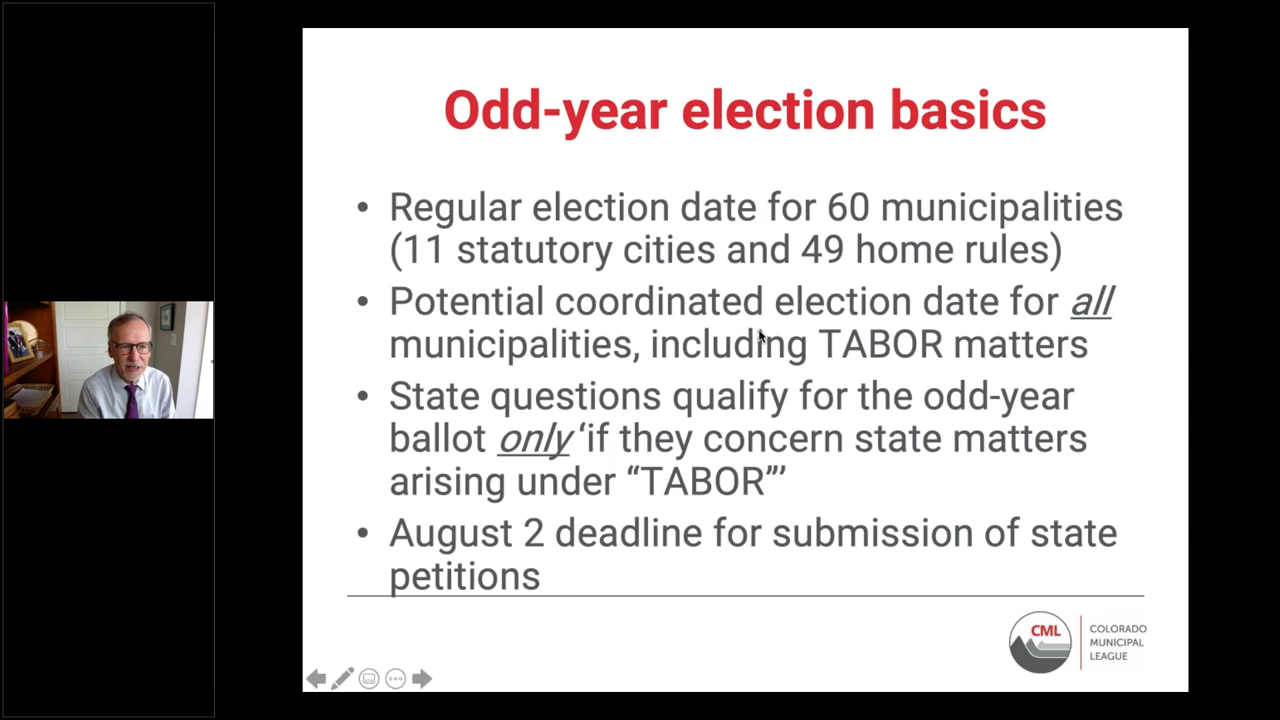 Odd-year election basics
• Regular election date for 60 municipalities
(11 statutory cities and 49 home rules)
• Potential coordinated election date for all
municipalities, including TABOR matters
• State questions qualify for the odd-year
ballot only ‘if they concern state matters
arising under “TABOR”’
• August 2 deadline for submission of state
petitions
CML
COLORADO
MUNICIPAL
LEAGUE